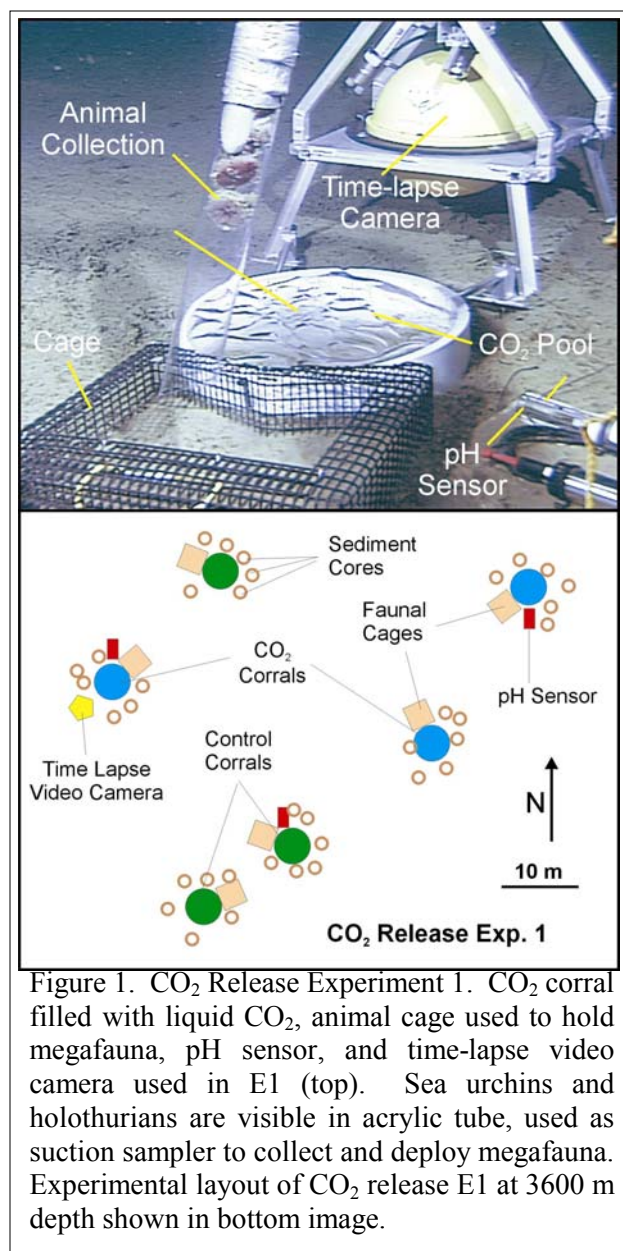 Animal
Collection
Time-lapse
Camera
Cage
CO₂ Pool
pH
Sensor
Sediment
Cores
Faunal
Cages
CO₂
Corrals
pH Sensor
Control
Corrals
Time Lapse
Video Camera
N
10 m
CO₂ Release Exp. 1
Figure 1. CO₂ Release Experiment 1. CO₂ corral
filled with liquid CO₂, animal cage used to hold
megafauna, pH sensor, and time-lapse video
camera used in E1 (top). Sea urchins and
holothurians are visible in acrylic tube, used as
suction sampler to collect and deploy megafauna.
Experimental layout of CO₂ release E1 at 3600 m
depth shown in bottom image.